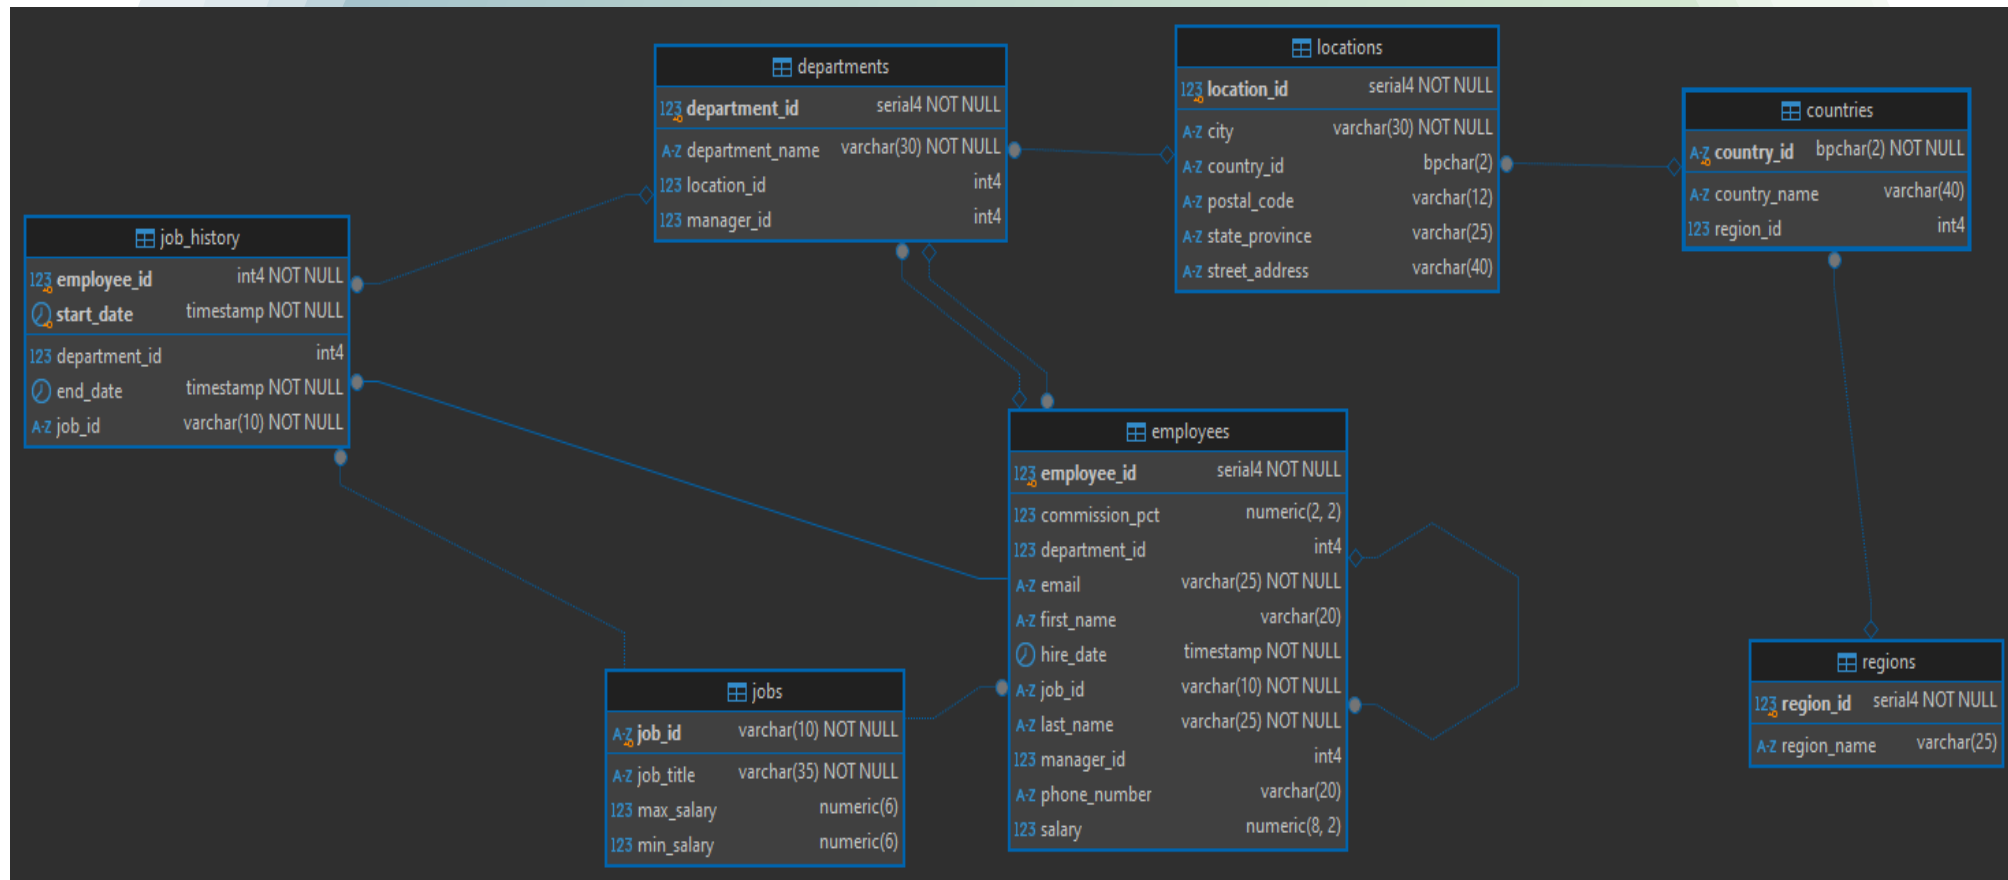 departments
department_id serial4 NOT NULL
department_name varchar(30) NOT NULL
location_id int4
manager_id int4
locations
location_id serial4 NOT NULL
city varchar(30) NOT NULL
country_id bpchar(2)
postal_code varchar(12)
state_province varchar(25)
street_address varchar(40)
countries
country_id bpchar(2) NOT NULL
country_name varchar(40)
region_id int4
job_history
employee_id int4 NOT NULL
start_date timestamp NOT NULL
department_id int4
end_date timestamp NOT NULL
job_id varchar(10) NOT NULL
employees
employee_id serial4 NOT NULL
commission_pct numeric(2, 2)
department_id int4
email varchar(25) NOT NULL
first_name varchar(20)
hire_date timestamp NOT NULL
job_id varchar(10) NOT NULL
last_name varchar(25) NOT NULL
manager_id int4
phone_number varchar(20)
salary numeric(8, 2)
jobs
job_id varchar(10) NOT NULL
job_title varchar(35) NOT NULL
max_salary numeric(6)
min_salary numeric(6)
regions
region_id serial4 NOT NULL
region_name varchar(25)